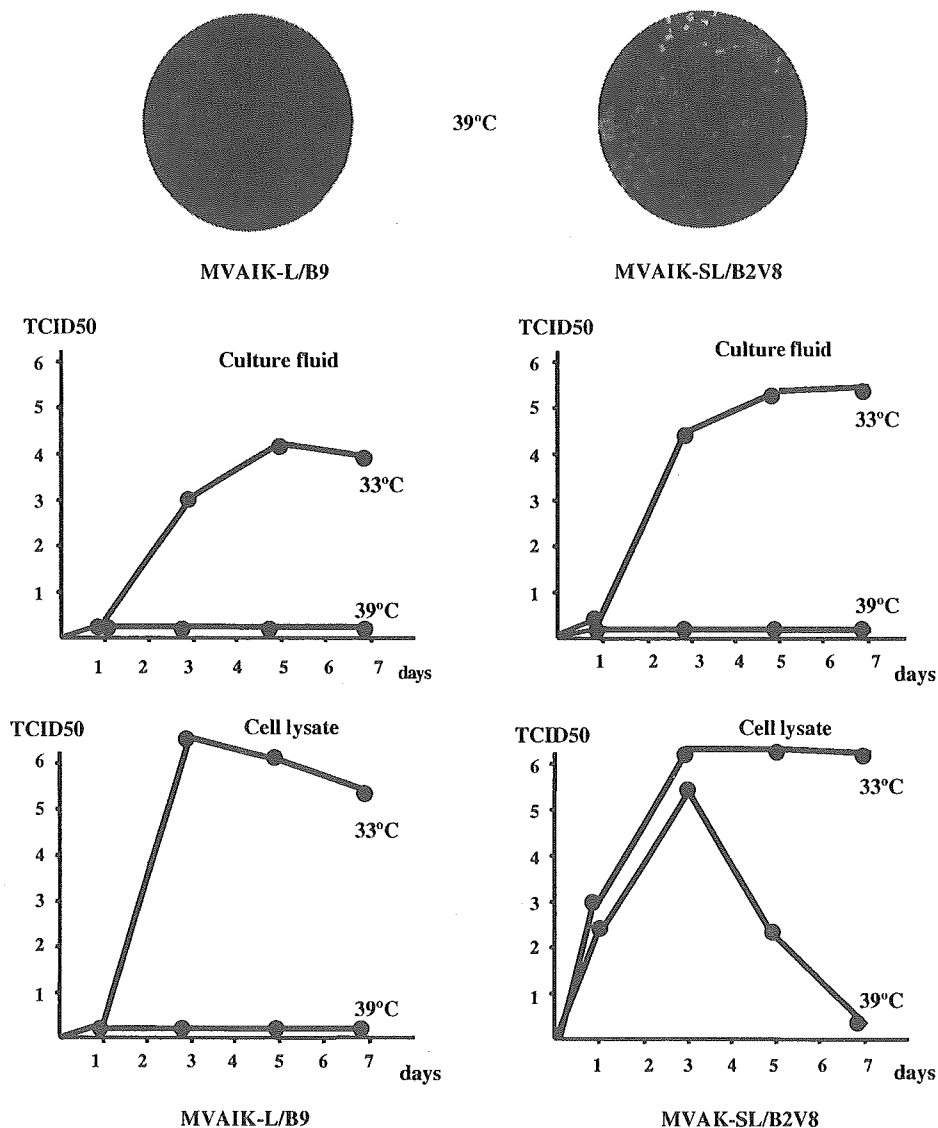 39°C
MVAIK-L/B9
MVAIK-SL/B2V8
TCID50
Culture fluid
6
5
4
3
2
1
33°C
39°C
1 2 3 4 5 7 days
TCID50
Culture fluid
6
5
4
3
2
1
33°C
39°C
1 2 3 4 5 6 7 days
TCID50
Cell lysate
6
5
4
3
2
1
33°C
39°C
1 2 3 4 5 6 7 days
MVAIK-L/B9
TCID50
Cell lysate
6
5
4
3
2
1
33°C
39°C
1 2 3 4 5 6 7 days
MVAK-SL/B2V8